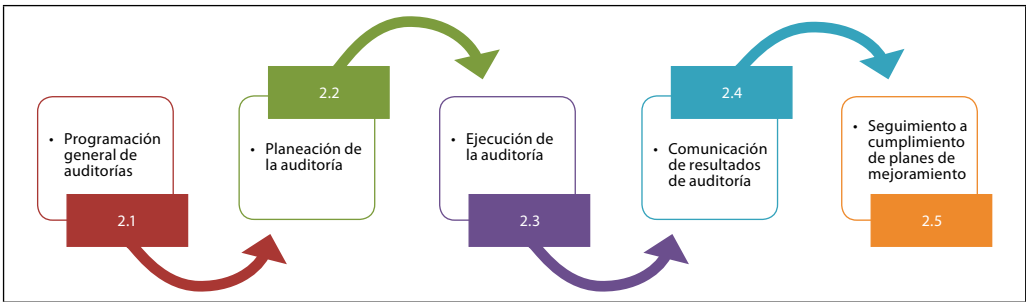 • Programación
general de
auditorías
2.1
2.2
• Planeación de
la auditoría
• Ejecución de
la auditoría
2.3
2.4
• Comunicación
de resultados
de auditoría
• Seguimiento a
cumplimiento
de planes de
mejoramiento
2.5